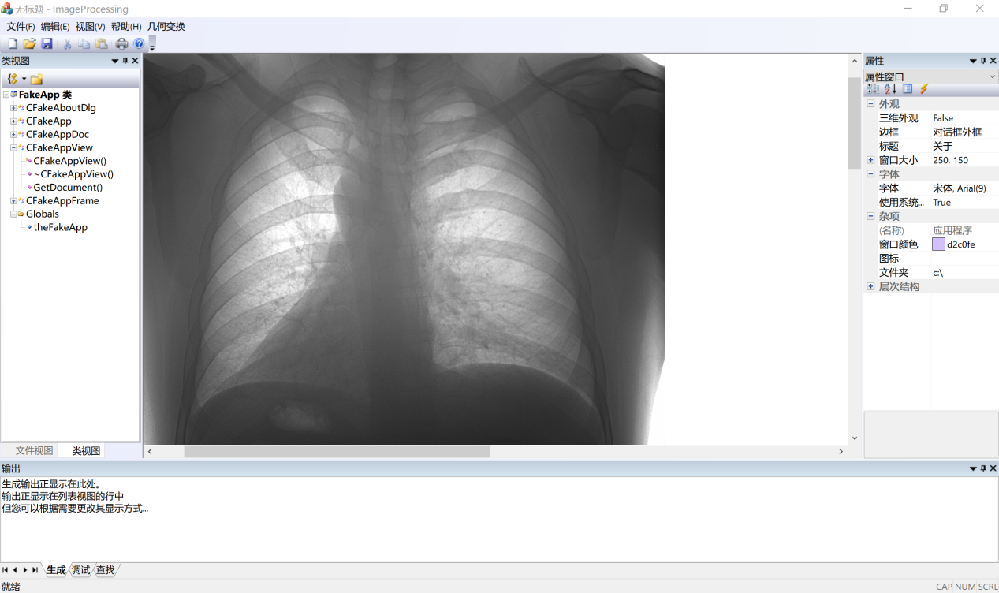 无标题 - ImageProcessing
文件(F) 编辑(E) 视图(V) 帮助(H) 几何变换
类视图
FakeApp 类
CFakeAboutDlg
CFakeApp
CFakeAppDoc
CFakeAppView
CFakeAppView()
~CFakeAppView()
GetDocument()
CFakeAppFrame
Globals
theFakeApp
文件视图 类视图
属性
属性窗口
外观
三维外观 False
边框 对话框外框
标题 关于
窗口大小 250, 150
字体
字体 宋体, Arial(9)
使用系统... True
杂项
(名称) 应用程序
窗口颜色 d2c0fe
图标
文件夹 c:\
层次结构
输出
生成输出正显示在此处。
输出正显示在列表视图的行中
但您可以根据需要更改其显示方式...
生成 调试 查找
就绪 CAP NUM SCRL